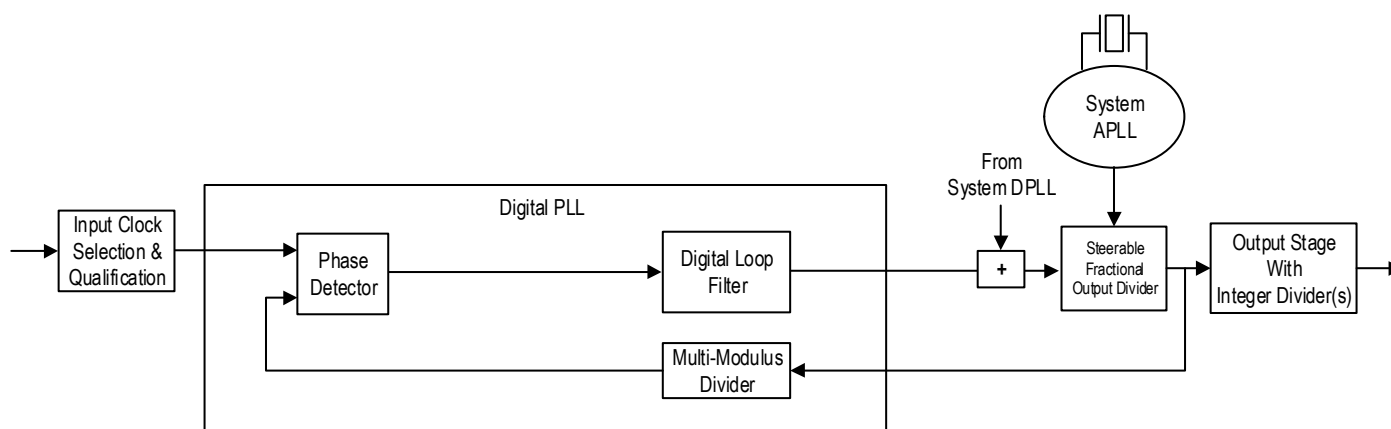 System
APLL
From
System DPLL
Digital PLL
Input Clock
Selection &
Qualification
Phase
Detector
Digital Loop
Filter
+
Steerable
Fractional
Output Divider
Output Stage
With
Integer Divider(s)
Multi-Modulus
Divider